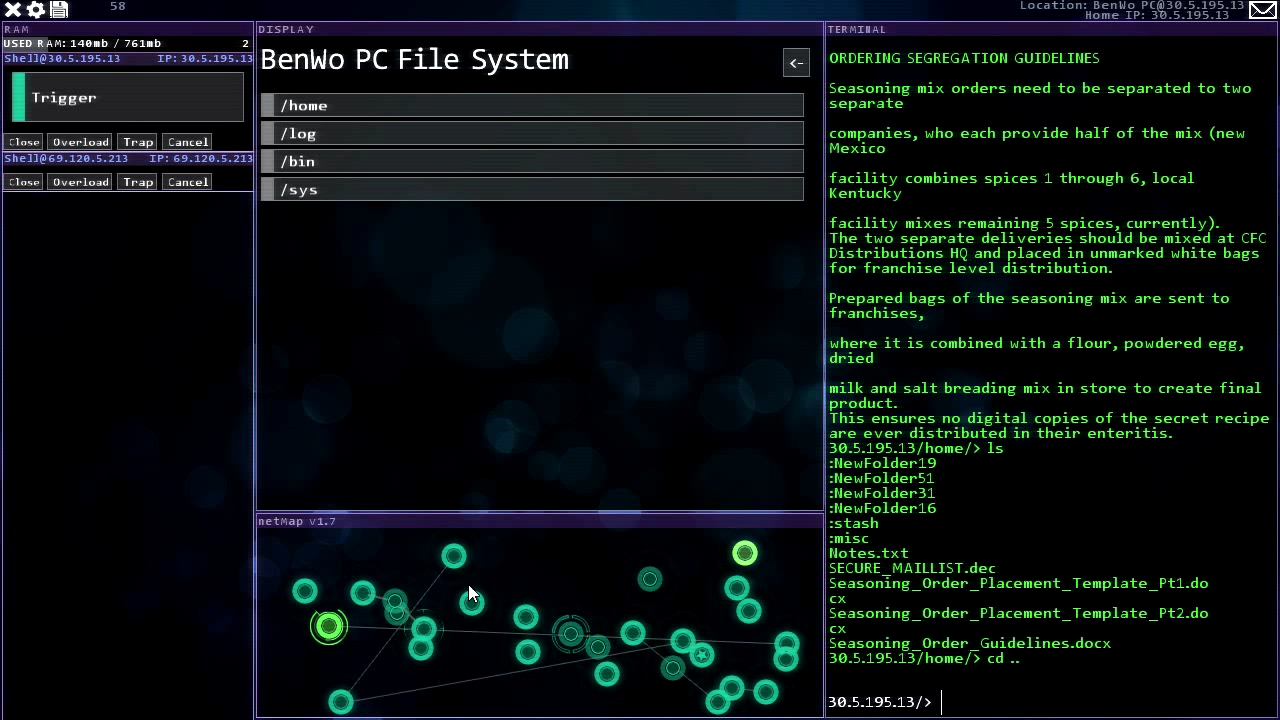 58
Location: BenWo PC@30.5.195.13
Home IP: 30.5.195.13
RAM
USED RAM: 140mb / 761mb 2
Shell@30.5.195.13 IP: 30.5.195.13
Trigger
Close Overload Trap Cancel
Shell@69.120.5.213 IP: 69.120.5.213
Close Overload Trap Cancel
DISPLAY
BenWo PC File System
<-
/home
/log
/bin
/sys
netMap v1.7
TERMINAL
ORDERING SEGREGATION GUIDELINES
Seasoning mix orders need to be separated to two
separate
companies, who each provide half of the mix (new
Mexico
facility combines spices 1 through 6, local
Kentucky
facility mixes remaining 5 spices, currently).
The two separate deliveries should be mixed at CFC
Distributions HQ and placed in unmarked white bags
for franchise level distribution.
Prepared bags of the seasoning mix are sent to
franchises,
where it is combined with a flour, powdered egg,
dried
milk and salt breading mix in store to create final
product.
This ensures no digital copies of the secret recipe
are ever distributed in their enteritis.
30.5.195.13/home/> ls
:NewFolder19
:NewFolder51
:NewFolder31
:NewFolder16
:stash
:misc
Notes.txt
SECURE_MAILLIST.dec
Seasoning_Order_Placement_Template_Pt1.do
cx
Seasoning_Order_Placement_Template_Pt2.do
cx
Seasoning_Order_Guidelines.docx
30.5.195.13/home/> cd ..
30.5.195.13/>